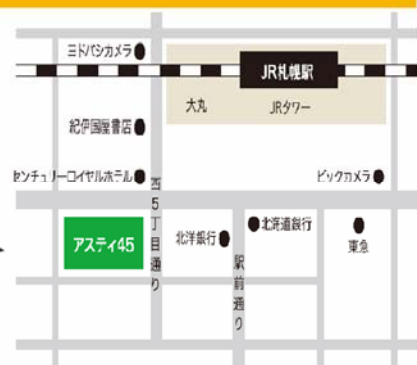 ヨドバシカメラ
JR札幌駅
大丸
JRタワー
紀伊国屋書店
センチュリーロイヤルホテル
ビックカメラ
西5丁目通り
アスティ45
北洋銀行
北海道銀行
東急
駅前通り